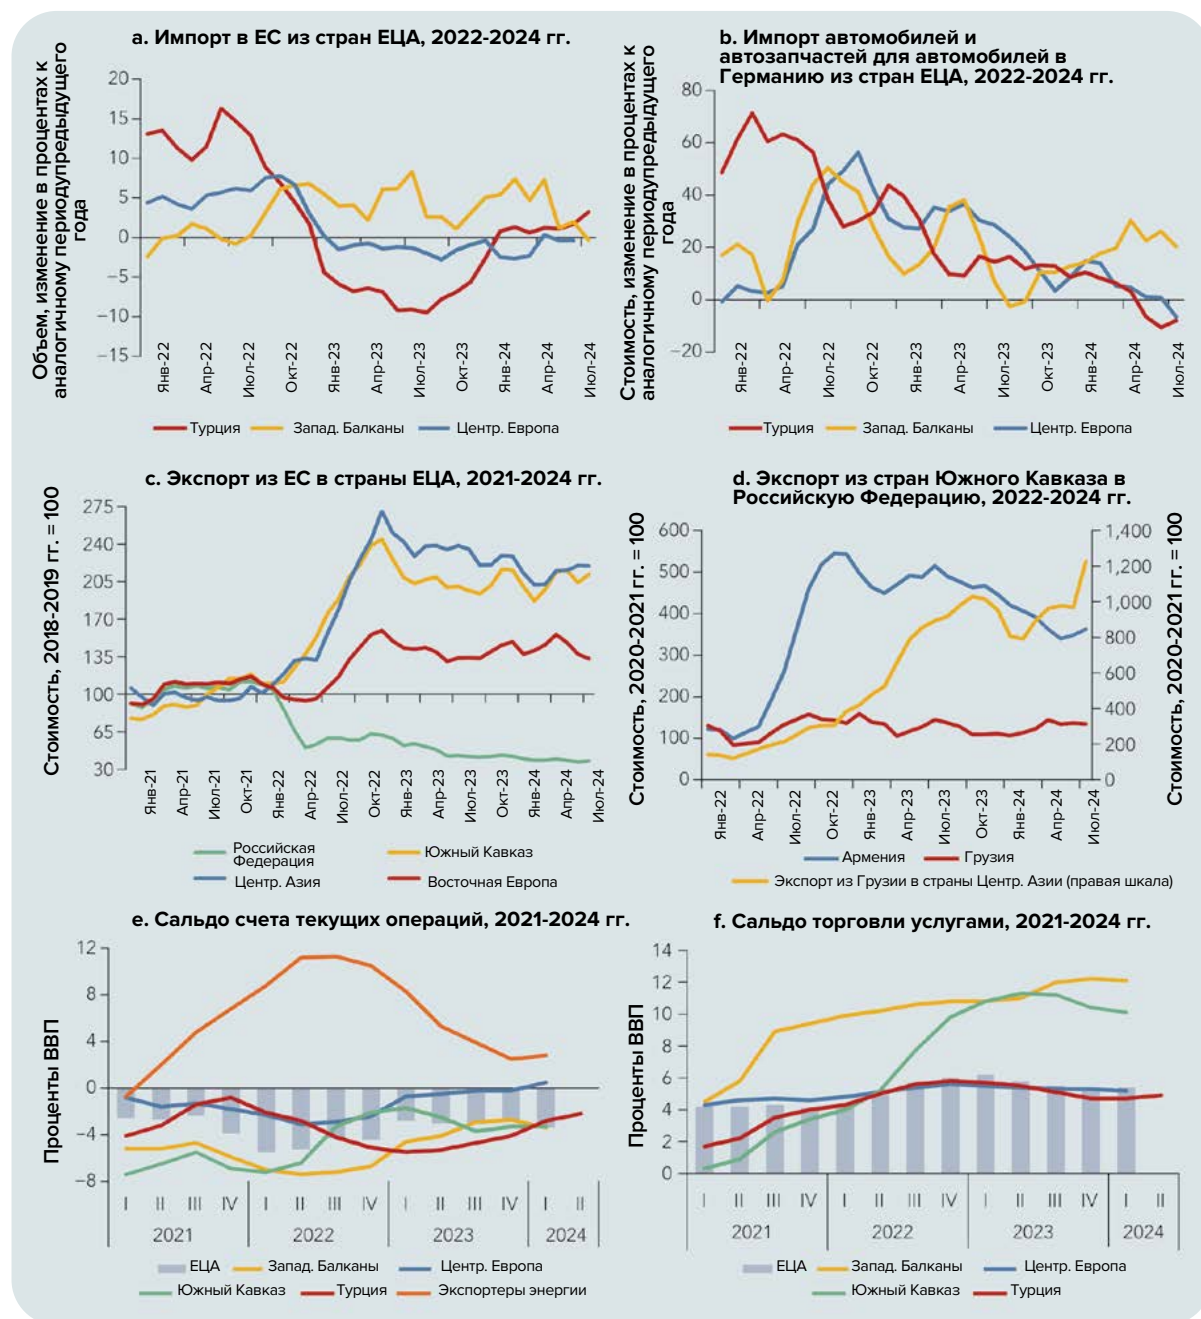 a. Импорт в ЕС из стран ЕЦА, 2022-2024 гг.
Объем, изменение в процентах к
аналогичному периодупредыдущего
года
20
15
10
5
0
−5
−10
−15
Янв-22
Апр-22
Июл-22
Окт-22
Янв-23
Апр-23
Июл-23
Окт-23
Янв-24
Апр-24
Июл-24
Турция
Запад. Балканы
Центр. Европа
b. Импорт автомобилей и
автозапчастей для автомобилей в
Германию из стран ЕЦА, 2022-2024 гг.
Стоимость, изменение в процентах к
аналогичному периодупредыдущего
года
80
60
40
20
0
−20
Янв-22
Апр-22
Июл-22
Окт-22
Янв-23
Апр-23
Июл-23
Окт-23
Янв-24
Апр-24
Июл-24
Турция
Запад. Балканы
Центр. Европа
c. Экспорт из ЕС в страны ЕЦА, 2021-2024 гг.
Стоимость, 2018-2019 гг. = 100
275
240
205
170
135
100
65
30
Янв-21
Апр-21
Июл-21
Окт-21
Янв-22
Апр-22
Июл-22
Окт-22
Янв-23
Апр-23
Июл-23
Окт-23
Янв-24
Апр-24
Июл-24
Российская
Федерация
Южный Кавказ
Центр. Азия
Восточная Европа
d. Экспорт из стран Южного Кавказа в
Российскую Федерацию, 2022-2024 гг.
Стоимость, 2020-2021 гг. = 100
600
500
400
300
200
100
0
1,400
1,200
1,000
800
600
400
200
0
Стоимость, 2020-2021 гг. = 100
Янв-22
Апр-22
Июл-22
Окт-22
Янв-23
Апр-23
Июл-23
Окт-23
Янв-24
Апр-24
Июл-24
Армения
Грузия
Экспорт из Грузии в страны Центр. Азии (правая шкала)
e. Сальдо счета текущих операций, 2021-2024 гг.
Проценты ВВП
12
8
4
0
−4
−8
I II III IV I II III IV I II III IV I II
2021 2022 2023 2024
ЕЦА
Запад. Балканы
Центр. Европа
Южный Кавказ
Турция
Экспортеры энергии
f. Сальдо торговли услугами, 2021-2024 гг.
Проценты ВВП
14
12
10
8
6
4
2
0
I II III IV I II III IV I II III IV I II
2021 2022 2023 2024
ЕЦА
Запад. Балканы
Центр. Европа
Южный Кавказ
Турция